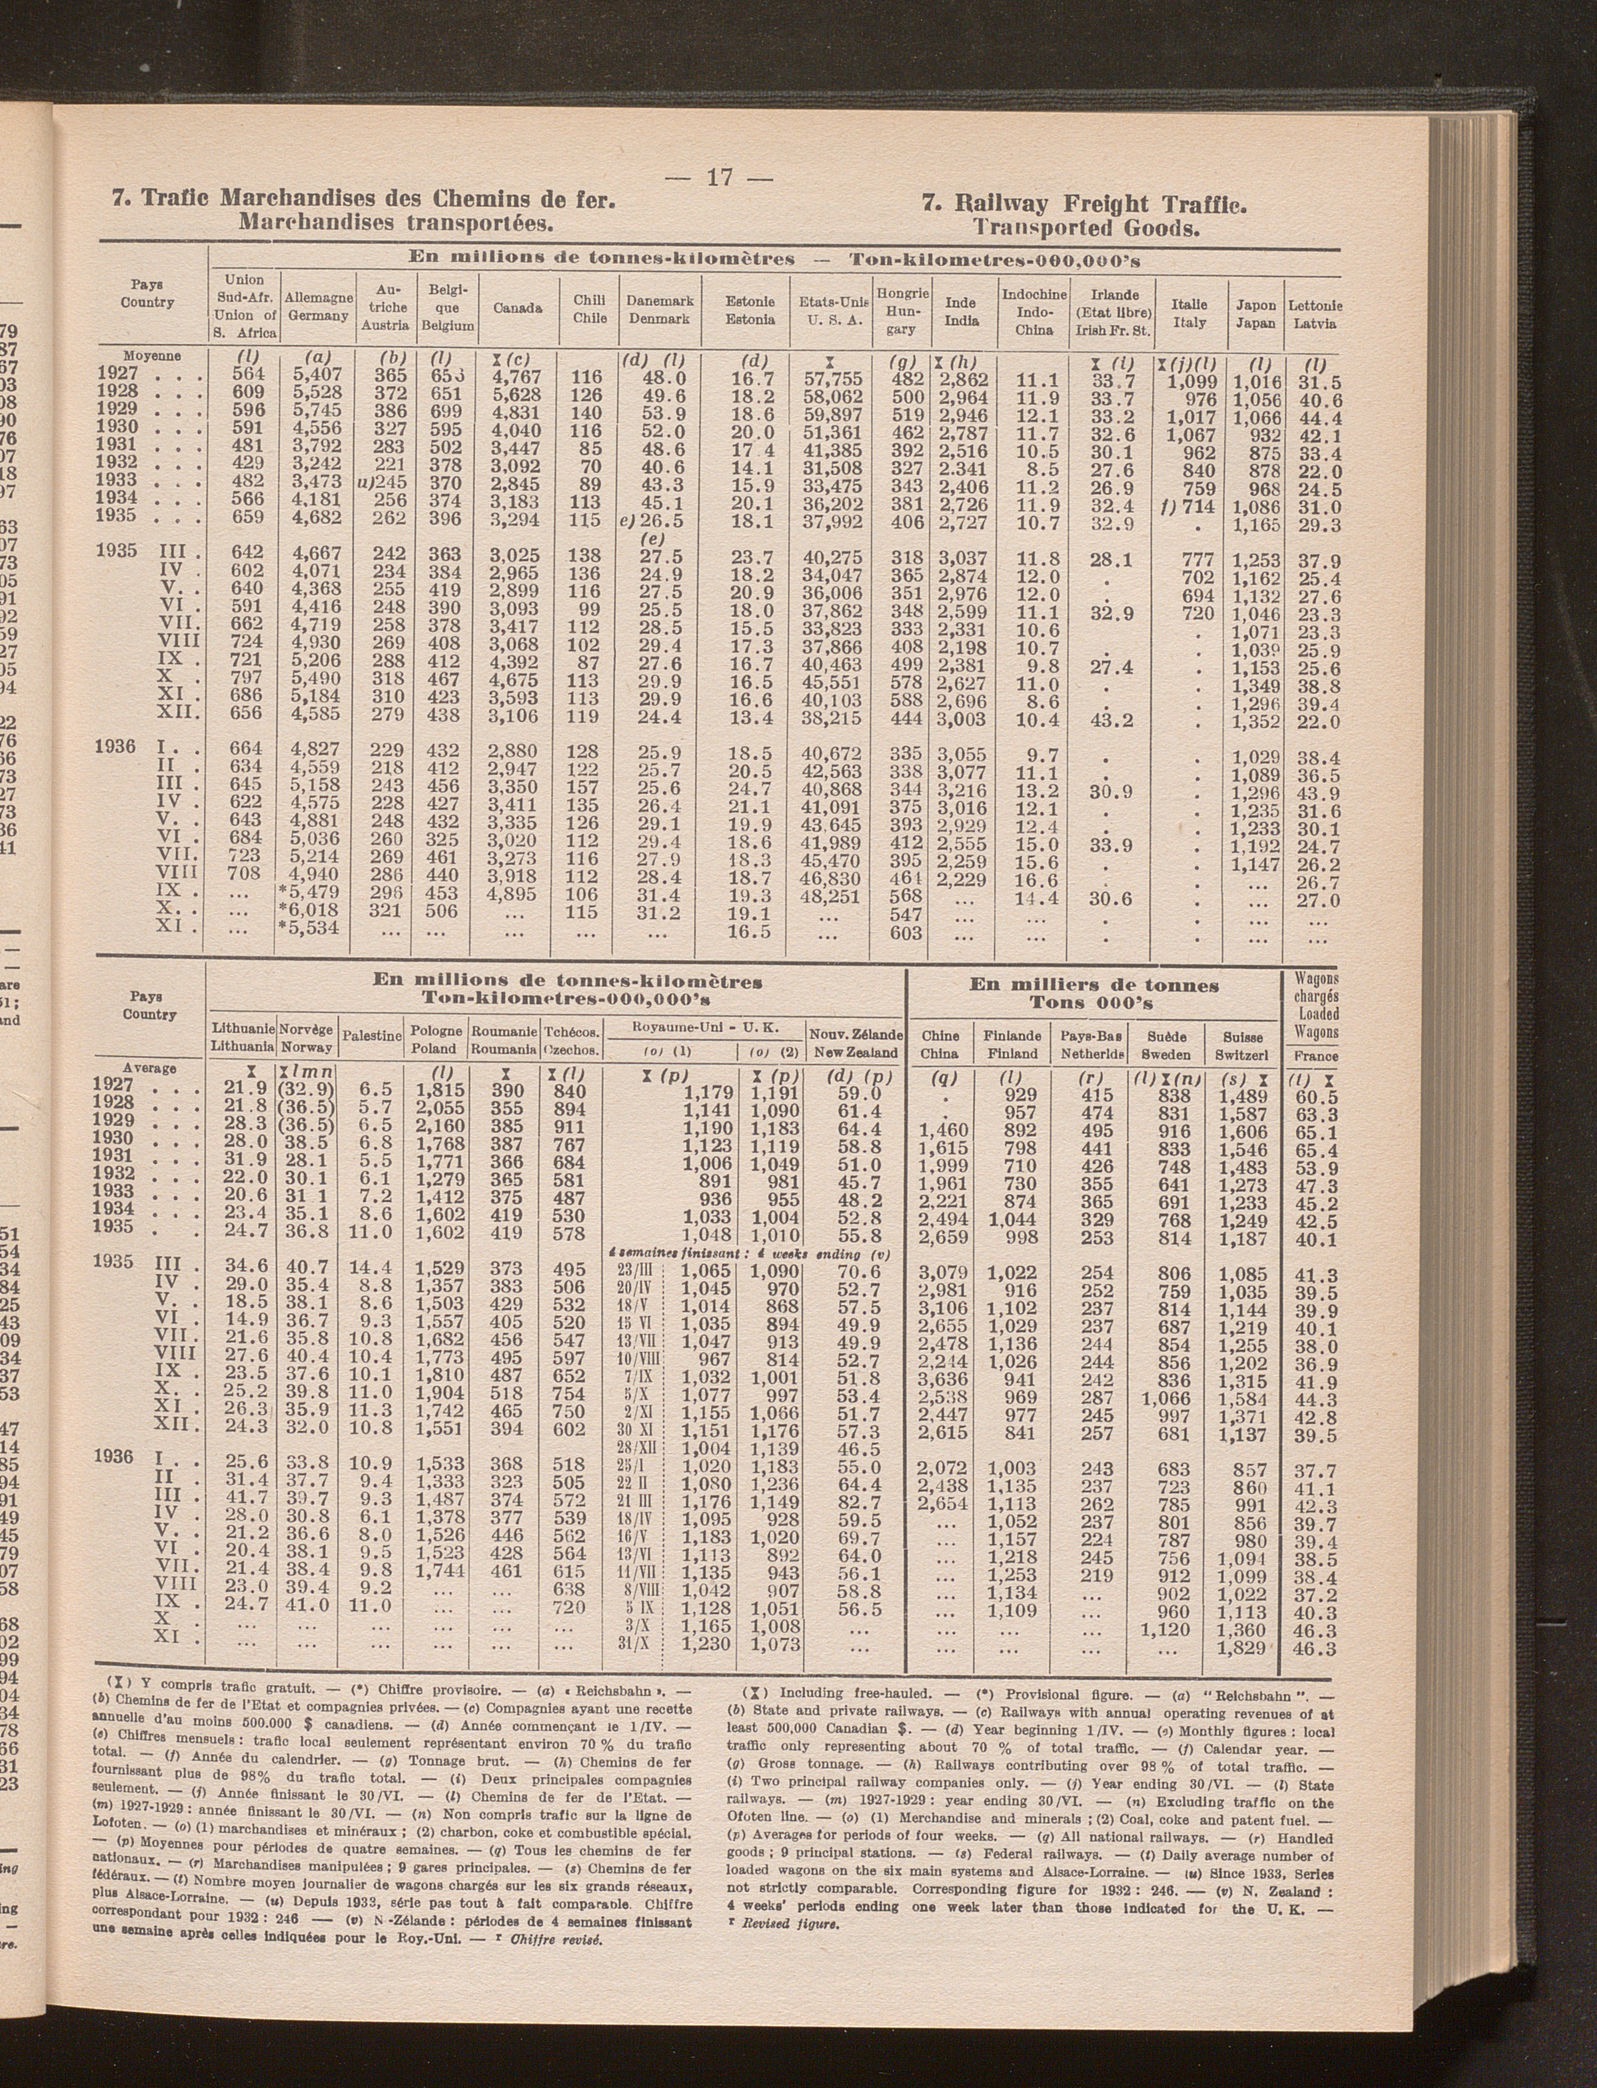 — 17 —
7. Trafic Marchandises des Chemins de fer.
Marchandises transportées.
7. Railway Freight Traffic.
Transported Goods.
En millions de tonnes-kilomètres — Ton-kilometres-000,000's
Pays Country | Union Sud-Afr. Union of S. Africa | Allemagne Germany | Autriche Austria | Belgique Belgium | Canada | Chili Chile | Danemark Denmark | Estonie Estonia | Etats-Unis U. S. A. | Hongrie Hungary | Inde India | Indochine Indo-China | Irlande (Etat libre) Irish Fr. St. | Italie Italy | Japon Japan | Lettonie Latvia
Moyenne (l) (a) (b) (l) X(c) (d) (l) (d) X (g) X(h) X (i) X(j)(l) (l) (l)
1927 . . . 564 5,407 365 653 4,767 116 48.0 16.7 57,755 482 2,862 11.1 33.7 1,099 1,016 31.5
1928 . . . 609 5,528 372 651 5,628 126 49.6 18.2 58,062 500 2,964 11.9 33.7 976 1,056 40.6
1929 . . . 596 5,745 386 699 4,831 140 53.9 18.6 59,897 519 2,946 12.1 33.2 1,017 1,066 44.4
1930 . . . 591 4,556 327 595 4,040 116 52.0 20.0 51,361 462 2,787 11.7 32.6 1,067 932 42.1
1931 . . . 481 3,792 283 502 3,447 85 48.6 17.4 41,385 392 2,516 10.5 30.1 962 875 33.4
1932 . . . 429 3,242 221 378 3,092 70 40.6 14.1 31,508 327 2.341 8.5 27.6 840 878 22.0
1933 . . . 482 3,473 u)245 370 2,845 89 43.3 15.9 33,475 343 2,406 11.2 26.9 759 968 24.5
1934 . . . 566 4,181 256 374 3,183 113 45.1 20.1 36,202 381 2,726 11.9 32.4 f) 714 1,086 31.0
1935 . . . 659 4,682 262 396 3,294 115 e) 26.5 18.1 37,992 406 2,727 10.7 32.9 . 1,165 29.3
(e)
1935 III . 642 4,667 242 363 3,025 138 27.5 23.7 40,275 318 3,037 11.8 28.1 777 1,253 37.9
IV . 602 4,071 234 384 2,965 136 24.9 18.2 34,047 365 2,874 12.0 . 702 1,162 25.4
V. . 640 4,368 255 419 2,899 116 27.5 20.9 36,006 351 2,976 12.0 . 694 1,132 27.6
VI . 591 4,416 248 390 3,093 99 25.5 18.0 37,862 348 2,599 11.1 32.9 720 1,046 23.3
VII. 662 4,719 258 378 3,417 112 28.5 15.5 33,823 333 2,331 10.6 . . 1,071 23.3
VIII 724 4,930 269 408 3,068 102 29.4 17.3 37,866 408 2,198 10.7 . . 1,039 25.9
IX . 721 5,206 288 412 4,392 87 27.6 16.7 40,463 499 2,381 9.8 27.4 . 1,153 25.6
X . 797 5,490 318 467 4,675 113 29.9 16.5 45,551 578 2,627 11.0 . . 1,349 38.8
XI . 686 5,184 310 423 3,593 113 29.9 16.6 40,103 588 2,696 8.6 . . 1,296 39.4
XII. 656 4,585 279 438 3,106 119 24.4 13.4 38,215 444 3,003 10.4 43.2 . 1,352 22.0
1936 I. . 664 4,827 229 432 2,880 128 25.9 18.5 40,672 335 3,055 9.7 . . 1,029 38.4
II . 634 4,559 218 412 2,947 122 25.7 20.5 42,563 338 3,077 11.1 . . 1,089 36.5
III . 645 5,158 243 456 3,350 157 25.6 24.7 40,868 344 3,216 13.2 30.9 . 1,296 43.9
IV . 622 4,575 228 427 3,411 135 26.4 21.1 41,091 375 3,016 12.1 . . 1,235 31.6
V. . 643 4,881 248 432 3,335 126 29.1 19.9 43,645 393 2,929 12.4 . . 1,233 30.1
VI . 684 5,036 260 325 3,020 112 29.4 18.6 41,989 412 2,555 15.0 33.9 . 1,192 24.7
VII. 723 5,214 269 461 3,273 116 27.9 18.3 45,470 395 2,259 15.6 . . 1,147 26.2
VIII 708 4,940 286 440 3,918 112 28.4 18.7 46,830 464 2,229 16.6 . . ... 26.7
IX . ... *5,479 296 453 4,895 106 31.4 19.3 48,251 568 ... 14.4 30.6 . ... 27.0
X. . ... *6,018 321 506 ... 115 31.2 19.1 ... 547 ... ... . . ... ...
XI . ... *5,534 ... ... ... ... ... 16.5 ... 603 ... ... . . ... ...
En millions de tonnes-kilomètres
Ton-kilometres-000,000's
En milliers de tonnes
Tons 000's
Wagons chargés Loaded Wagons
Pays Country | Lithuanie Lithuania | Norvège Norway | Palestine | Pologne Poland | Roumanie Roumania | Tchécos. Czechos. | Royaume-Uni - U. K. (o) (1) | (o) (2) | Nouv. Zélande New Zealand | Chine China | Finlande Finland | Pays-Bas Netherlds | Suède Sweden | Suisse Switzerl | France
Average X X l m n (l) X X (l) X (p) X (p) (d) (p) (q) (l) (r) (l) X (n) (s) X (t) X
1927 . . . 21.9 (32.9) 6.5 1,815 390 840 1,179 1,191 59.0 . 929 415 838 1,489 60.5
1928 . . . 21.8 (36.5) 5.7 2,055 355 894 1,141 1,090 61.4 . 957 474 831 1,587 63.3
1929 . . . 28.3 (36.5) 6.5 2,160 385 911 1,190 1,183 64.4 1,460 892 495 916 1,606 65.1
1930 . . . 28.0 38.5 6.8 1,768 387 767 1,123 1,119 58.8 1,615 798 441 833 1,546 65.4
1931 . . . 31.9 28.1 5.5 1,771 366 684 1,006 1,049 51.0 1,999 710 426 748 1,483 53.9
1932 . . . 22.0 30.1 6.1 1,279 365 581 891 981 45.7 1,961 730 355 641 1,273 47.3
1933 . . . 20.6 31 1 7.2 1,412 375 487 936 955 48.2 2,221 874 365 691 1,233 45.2
1934 . . . 23.4 35.1 8.6 1,602 419 530 1,033 1,004 52.8 2,494 1,044 329 768 1,249 42.5
1935 . . 24.7 36.8 11.0 1,602 419 578 1,048 1,010 55.8 2,659 998 253 814 1,187 40.1
4 semaines finissant : 4 weeks ending (v)
1935 III . 34.6 40.7 14.4 1,529 373 495 23/III 1,065 1,090 70.6 3,079 1,022 254 806 1,085 41.3
IV . 29.0 35.4 8.8 1,357 383 506 20/IV 1,045 970 52.7 2,981 916 252 759 1,035 39.5
V. . 18.5 38.1 8.6 1,503 429 532 18/V 1,014 868 57.5 3,106 1,102 237 814 1,144 39.9
VI . 14.9 36.7 9.3 1,557 405 520 15 VI 1,035 894 49.9 2,655 1,029 237 687 1,219 40.1
VII. 21.6 35.8 10.8 1,682 456 547 13/VII 1,047 913 49.9 2,478 1,136 244 854 1,255 38.0
VIII 27.6 40.4 10.4 1,773 495 597 10/VIII 967 814 52.7 2,244 1,026 244 856 1,202 36.9
IX . 23.5 37.6 10.1 1,810 487 652 7/IX 1,032 1,001 51.8 3,636 941 242 836 1,315 41.9
X. . 25.2 39.8 11.0 1,904 518 754 5/X 1,077 997 53.4 2,538 969 287 1,066 1,584 44.3
XI . 26.3 35.9 11.3 1,742 465 750 2/XI 1,155 1,066 51.7 2,447 977 245 997 1,371 42.8
XII. 24.3 32.0 10.8 1,551 394 602 30 XI 1,151 1,176 57.3 2,615 841 257 681 1,137 39.5
28/XII 1,004 1,139 46.5
1936 I . . 25.6 33.8 10.9 1,533 368 518 25/I 1,020 1,183 55.0 2,072 1,003 243 683 857 37.7
II . 31.4 37.7 9.4 1,333 323 505 22 II 1,080 1,236 64.4 2,438 1,135 237 723 860 41.1
III . 41.7 39.7 9.3 1,487 374 572 21 III 1,176 1,149 82.7 2,654 1,113 262 785 991 42.3
IV . 28.0 30.8 6.1 1,378 377 539 18/IV 1,095 928 59.5 ... 1,052 237 801 856 39.7
V. . 21.2 36.6 8.0 1,526 446 562 16/V 1,183 1,020 69.7 ... 1,157 224 787 980 39.4
VI . 20.4 38.1 9.5 1,523 428 564 13/VI 1,113 892 64.0 ... 1,218 245 756 1,094 38.5
VII. 21.4 38.4 9.8 1,744 461 615 11/VII 1,135 943 56.1 ... 1,253 219 912 1,099 38.4
VIII 23.0 39.4 9.2 ... ... 638 8/VIII 1,042 907 58.8 ... 1,134 ... 902 1,022 37.2
IX . 24.7 41.0 11.0 ... ... 720 5 IX 1,128 1,051 56.5 ... 1,109 ... 960 1,113 40.3
X . ... ... ... ... ... ... 3/X 1,165 1,008 ... ... ... ... 1,120 1,360 46.3
XI . ... ... ... ... ... ... 31/X 1,230 1,073 ... ... ... ... ... 1,829 46.3
(X) Y compris trafic gratuit. — (*) Chiffre provisoire. — (a) « Reichsbahn ». —
(b) Chemins de fer de l'Etat et compagnies privées. — (c) Compagnies ayant une recette
annuelle d'au moins 500.000 $ canadiens. — (d) Année commençant le 1/IV. —
(e) Chiffres mensuels : trafic local seulement représentant environ 70 % du trafic
total. — (f) Année du calendrier. — (g) Tonnage brut. — (h) Chemins de fer
fournissant plus de 98% du trafic total. — (i) Deux principales compagnies
seulement. — (j) Année finissant le 30/VI. — (l) Chemins de fer de l'Etat. —
(m) 1927-1929 : année finissant le 30/VI. — (n) Non compris trafic sur la ligne de
Lofoten. — (o) (1) marchandises et minéraux ; (2) charbon, coke et combustible spécial.
— (p) Moyennes pour périodes de quatre semaines. — (q) Tous les chemins de fer
nationaux. — (r) Marchandises manipulées ; 9 gares principales. — (s) Chemins de fer
fédéraux. — (t) Nombre moyen journalier de wagons chargés sur les six grands réseaux,
plus Alsace-Lorraine. — (u) Depuis 1933, série pas tout à fait comparable. Chiffre
correspondant pour 1932 : 246 — (v) N -Zélande : périodes de 4 semaines finissant
une semaine après celles indiquées pour le Roy.-Uni. — r Chiffre revisé.
(X) Including free-hauled. — (*) Provisional figure. — (a) "Reichsbahn". —
(b) State and private railways. — (c) Railways with annual operating revenues of at
least 500,000 Canadian $. — (d) Year beginning 1/IV. — (e) Monthly figures : local
traffic only representing about 70 % of total traffic. — (f) Calendar year. —
(g) Gross tonnage. — (h) Railways contributing over 98 % of total traffic. —
(i) Two principal railway companies only. — (j) Year ending 30/VI. — (l) State
railways. — (m) 1927-1929 : year ending 30/VI. — (n) Excluding traffic on the
Ofoten line. — (o) (1) Merchandise and minerals ; (2) Coal, coke and patent fuel. —
(p) Averages for periods of four weeks. — (q) All national railways. — (r) Handled
goods ; 9 principal stations. — (s) Federal railways. — (t) Daily average number of
loaded wagons on the six main systems and Alsace-Lorraine. — (u) Since 1933, Series
not strictly comparable. Corresponding figure for 1932 : 246. — (v) N. Zealand :
4 weeks' periods ending one week later than those indicated for the U. K. —
r Revised figure.